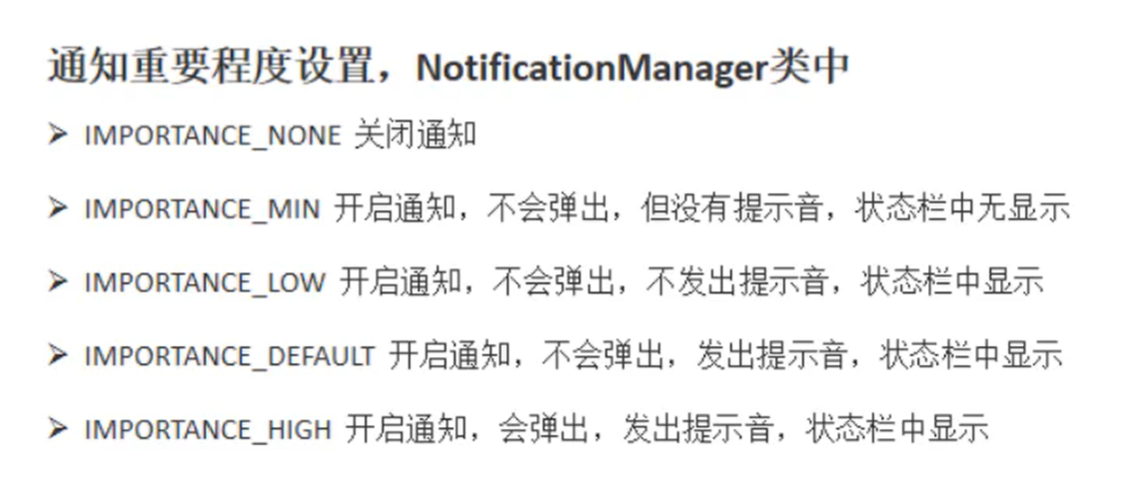 通知重要程度设置，NotificationManager类中
➢ IMPORTANCE_NONE 关闭通知
➢ IMPORTANCE_MIN 开启通知，不会弹出，但没有提示音，状态栏中无显示
➢ IMPORTANCE_LOW 开启通知，不会弹出，不发出提示音，状态栏中显示
➢ IMPORTANCE_DEFAULT 开启通知，不会弹出，发出提示音，状态栏中显示
➢ IMPORTANCE_HIGH 开启通知，会弹出，发出提示音，状态栏中显示